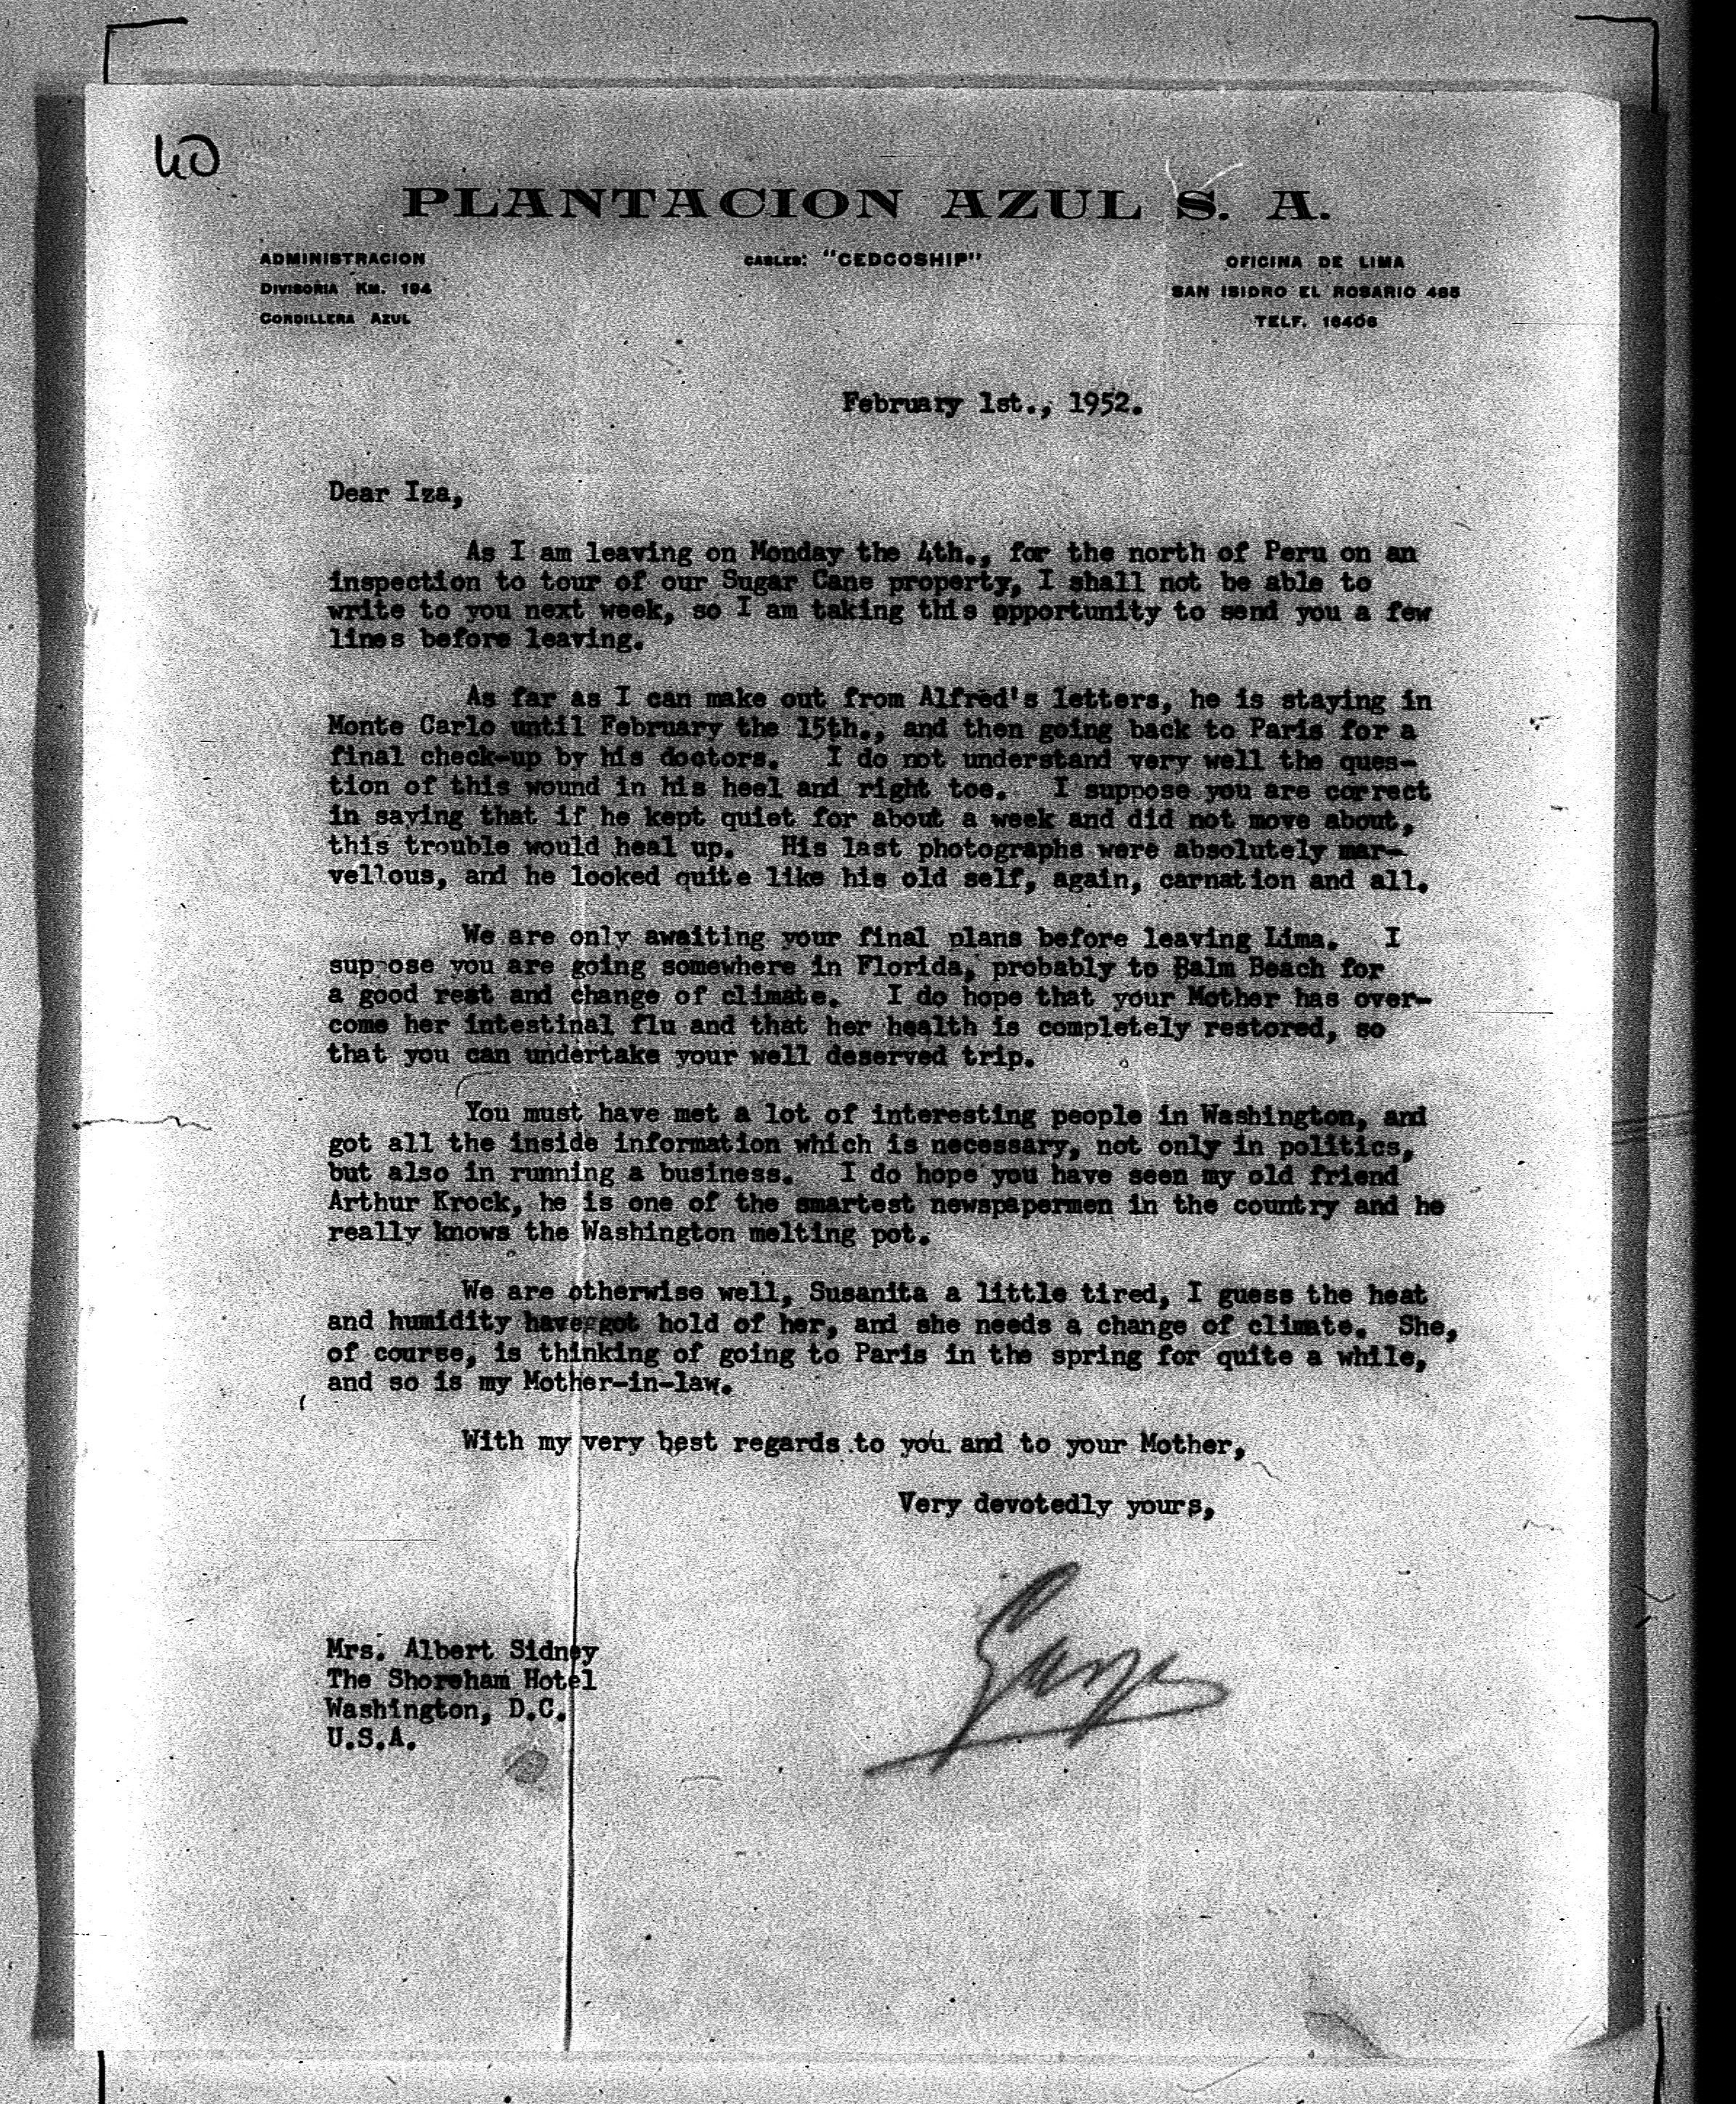 PLANTACION AZUL S. A.
ADMINISTRACION
DIVISORIA KM. 194
CORDILLERA AZUL
CABLES: "CEDCOSHIP"
OFICINA DE LIMA
SAN ISIDRO EL ROSARIO 465
TELF. 16406
February 1st., 1952.
Dear Iza,
As I am leaving on Monday the 4th., for the north of Peru on an
inspection to tour of our Sugar Cane property, I shall not be able to
write to you next week, so I am taking this opportunity to send you a few
lines before leaving.
As far as I can make out from Alfred's letters, he is staying in
Monte Carlo until February the 15th., and then going back to Paris for a
final check-up by his doctors. I do not understand very well the ques-
tion of this wound in his heel and right toe. I suppose you are correct
in saying that if he kept quiet for about a week and did not move about,
this trouble would heal up. His last photographs were absolutely mar-
vellous, and he looked quite like his old self, again, carnation and all.
We are only awaiting your final plans before leaving Lima. I
suppose you are going somewhere in Florida, probably to Balm Beach for
a good rest and change of climate. I do hope that your Mother has over-
come her intestinal flu and that her health is completely restored, so
that you can undertake your well deserved trip.
You must have met a lot of interesting people in Washington, and
got all the inside information which is necessary, not only in politics,
but also in running a business. I do hope you have seen my old friend
Arthur Krock, he is one of the smartest newspapermen in the country and he
really knows the Washington melting pot.
We are otherwise well, Susanita a little tired, I guess the heat
and humidity have got hold of her, and she needs a change of climate. She,
of course, is thinking of going to Paris in the spring for quite a while,
and so is my Mother-in-law.
With my very best regards to you and to your Mother,
Very devotedly yours,
Mrs. Albert Sidney
The Shoreham Hotel
Washington, D.C.
U.S.A.